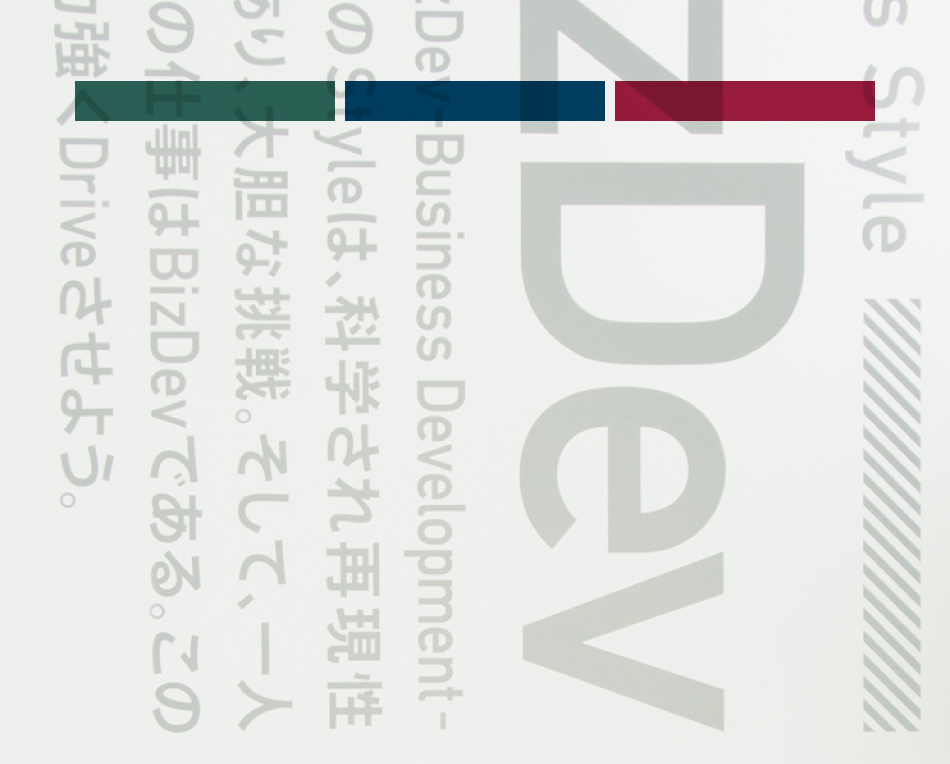 s Style
zDev
zDev -Business Development -
の Styleは、科学され再現性
あり、大胆な挑戦。そして、一人
の仕事はBizDevである。この
力強くDriveさせよう。